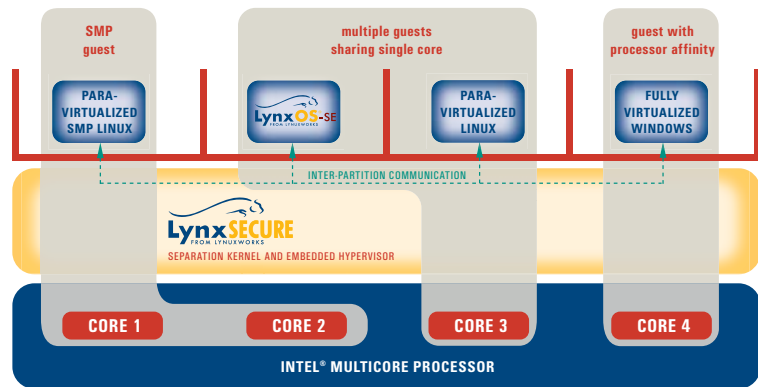 SMP
guest
multiple guests
sharing single core
guest with
processor affinity
PARA-
VIRTUALIZED
SMP LINUX
LynxOS-SE
FROM LYNUXWORKS
PARA-
VIRTUALIZED
LINUX
FULLY
VIRTUALIZED
WINDOWS
INTER-PARTITION COMMUNICATION
LynxSECURE
FROM LYNUXWORKS
SEPARATION KERNEL AND EMBEDDED HYPERVISOR
CORE 1
CORE 2
CORE 3
CORE 4
INTEL® MULTICORE PROCESSOR